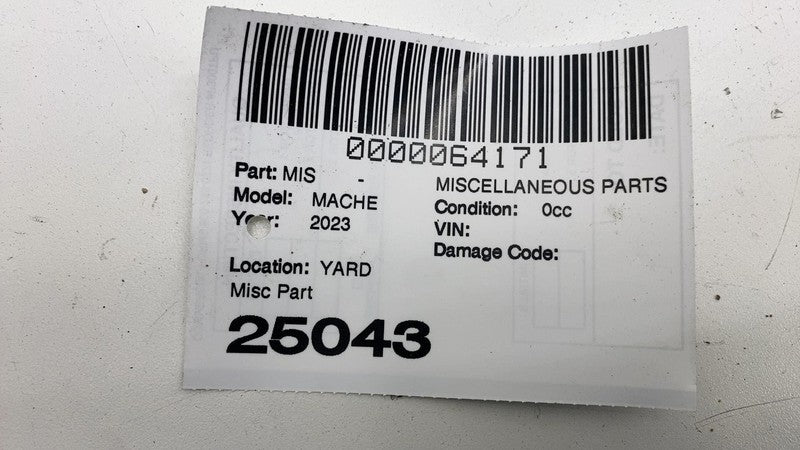 0000064171
Part: MIS - MISCELLANEOUS PARTS
Model: MACHE Condition: 0cc
Year: 2023 VIN:
Damage Code:
Location: YARD
Misc Part
25043